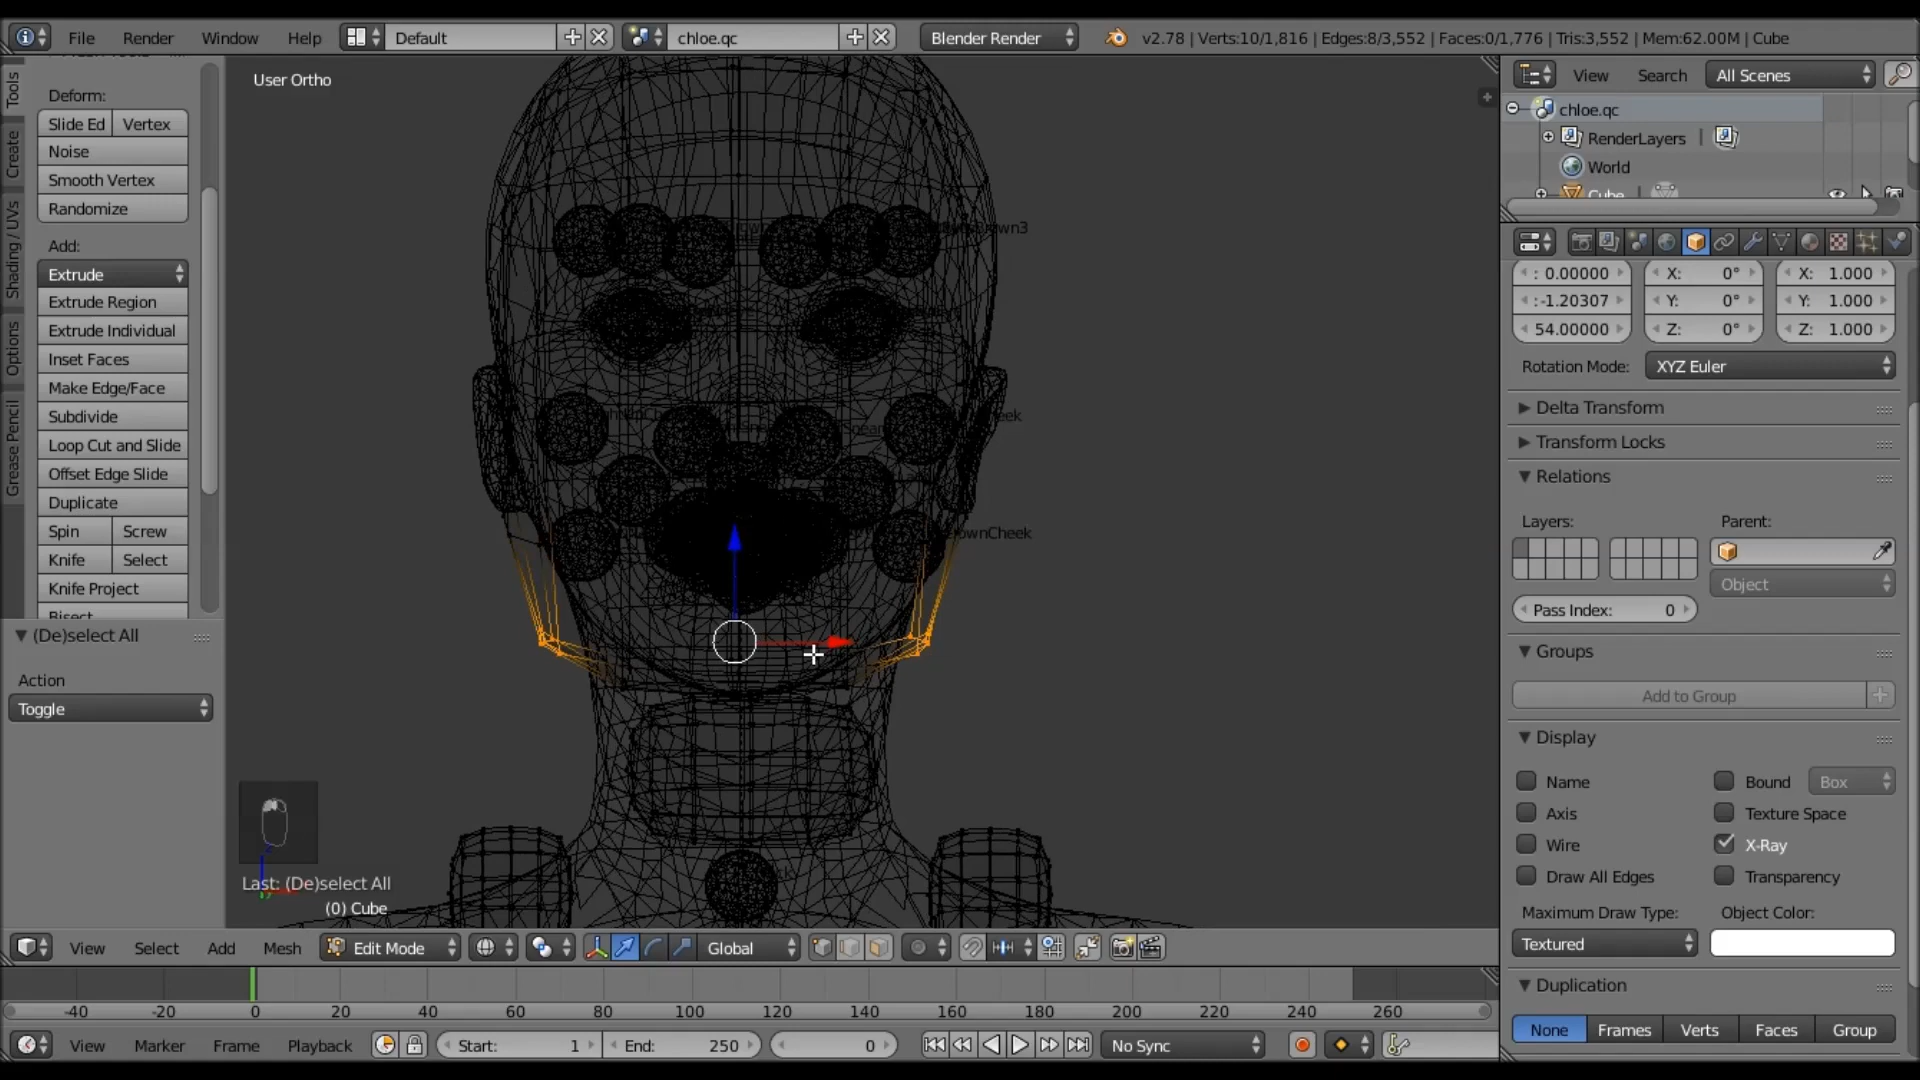 File Render Window Help Default chloe.qc Blender Render v2.78 | Verts:10/1,816 | Edges:8/3,552 | Faces:0/1,776 | Tris:3,552 | Mem:62.00M | Cube
Tools
Create
Shading / UVs
Options
Grease Pencil
Deform:
Slide Ed Vertex
Noise
Smooth Vertex
Randomize
Add:
Extrude
Extrude Region
Extrude Individual
Inset Faces
Make Edge/Face
Subdivide
Loop Cut and Slide
Offset Edge Slide
Duplicate
Spin Screw
Knife Select
Knife Project
Bisect
(De)select All
Action
Toggle
User Ortho
Last: (De)select All
(0) Cube
View Select Add Mesh Edit Mode Global
-40 -20 0 20 40 60 80 100 120 140 160 180 200 220 240 260
View Marker Frame Playback Start: 1 End: 250 0 No Sync
View Search All Scenes
chloe.qc
RenderLayers
World
Cube
: 0.00000 X: 0° X: 1.000
:-1.20307 Y: 0° Y: 1.000
54.00000 Z: 0° Z: 1.000
Rotation Mode: XYZ Euler
Delta Transform
Transform Locks
Relations
Layers: Parent:
Object
Pass Index: 0
Groups
Add to Group
Display
Name Bound Box
Axis Texture Space
Wire X-Ray
Draw All Edges Transparency
Maximum Draw Type: Object Color:
Textured
Duplication
None Frames Verts Faces Group